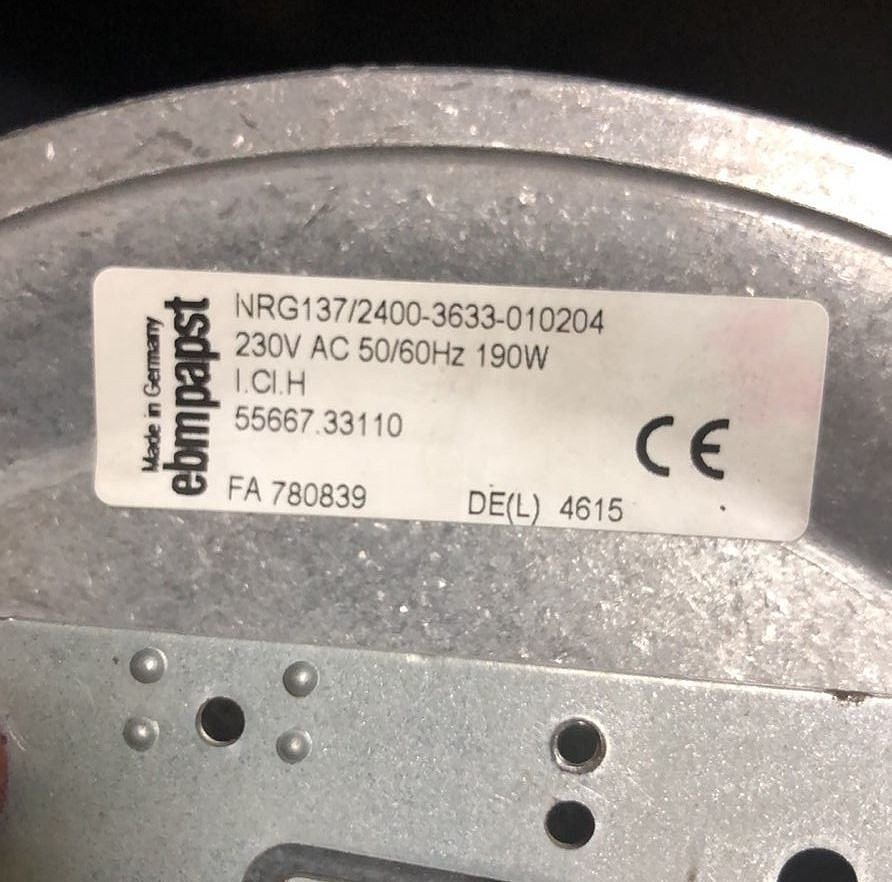 Made in Germany
ebmpapst
NRG137/2400-3633-010204
230V AC 50/60Hz 190W
I.Cl.H
55667.33110
CE
FA 780839 DE(L) 4615